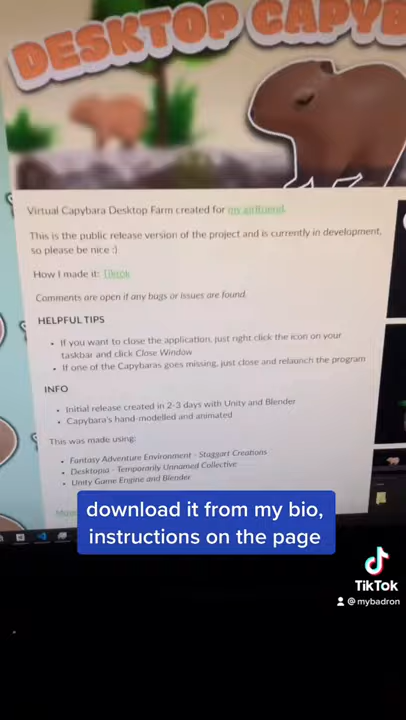 DESKTOP CAPYB
Virtual Capybara Desktop Farm created for my girlfriend.
This is the public release version of the project and is currently in development,
so please be nice :)
How I made it: Tiktok
Comments are open if any bugs or issues are found.
HELPFUL TIPS
• If you want to close the application, just right click the icon on your
taskbar and click Close Window
• If one of the Capybaras goes missing, just close and relaunch the program
INFO
• Initial release created in 2-3 days with Unity and Blender
• Capybara's hand-modelled and animated
This was made using:
• Fantasy Adventure Environment - Staggart Creations
• Desktopia - Temporarily Unnamed Collective
• Unity Game Engine and Blender
download it from my bio,
instructions on the page
TikTok
@mybadron